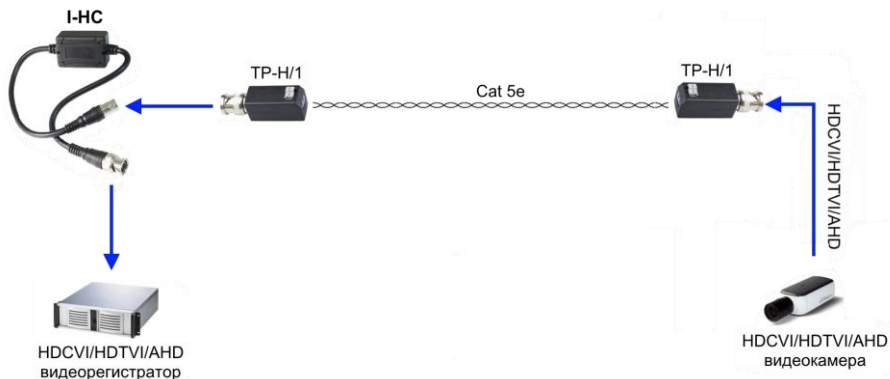 I-HC
TP-H/1
Cat 5e
TP-H/1
HDCVI/HDTVI/AHD
HDCVI/HDTVI/AHD
видеорегистратор
HDCVI/HDTVI/AHD
видеокамера